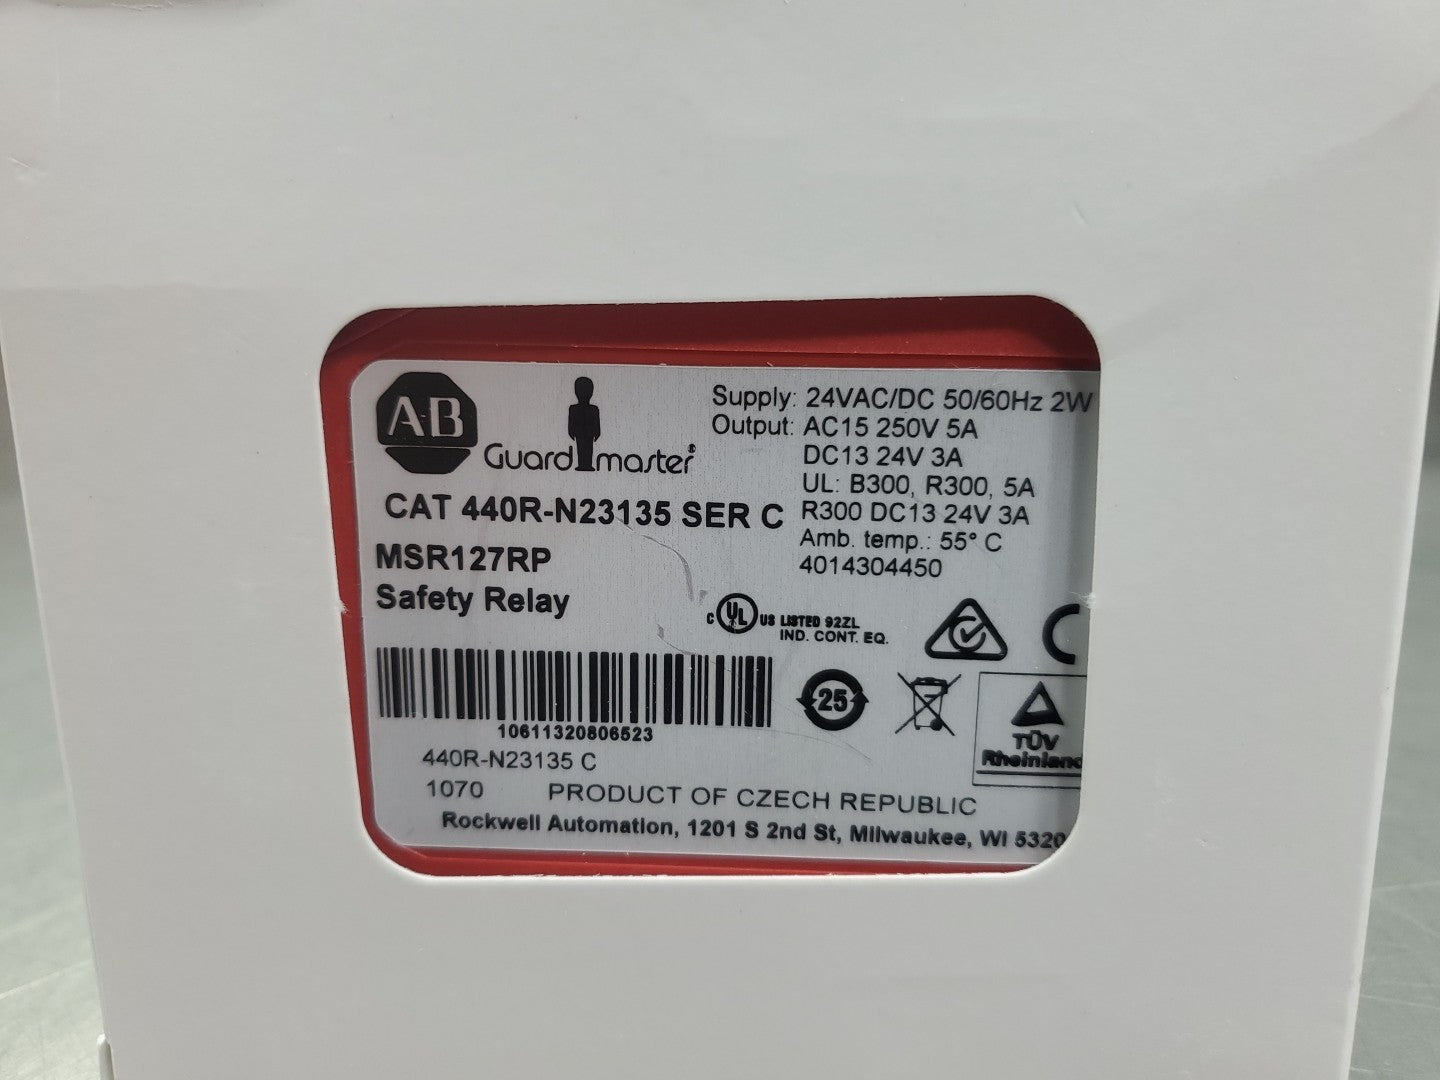 A-B
Guardmaster®
CAT 440R-N23135 SER C
MSR127RP
Safety Relay
Supply: 24VAC/DC 50/60Hz 2W
Output: AC15 250V 5A
DC13 24V 3A
UL: B300, R300, 5A
R300 DC13 24V 3A
Amb. temp.: 55° C
4014304450
C UL US LISTED 92ZL
IND. CONT. EQ.
25
TÜV
Rheinland
10611320806523
440R-N23135 C
1070 PRODUCT OF CZECH REPUBLIC
Rockwell Automation, 1201 S 2nd St, Milwaukee, WI 5320